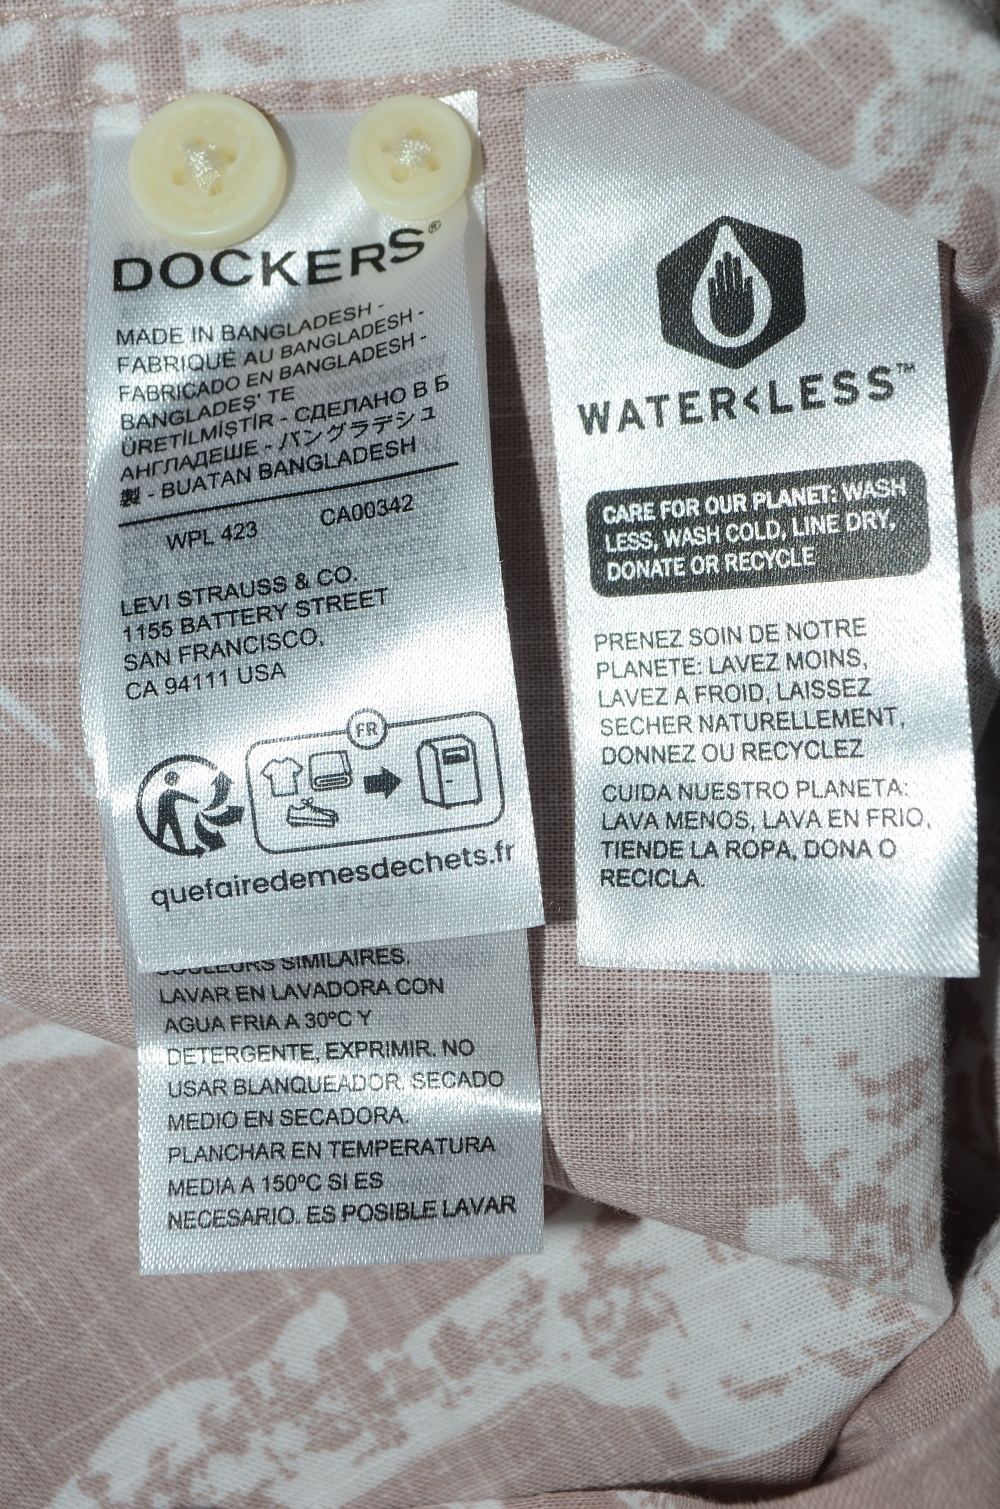 DOCKERS®
MADE IN BANGLADESH -
FABRIQUÉ AU BANGLADESH -
FABRICADO EN BANGLADESH -
BANGLADEŞ' TE
ÜRETİLMİŞTİR - СДЕЛАНО В Б
АНГЛАДЕШЕ - バングラデシュ
製 - BUATAN BANGLADESH
WPL 423 CA00342
LEVI STRAUSS & CO.
1155 BATTERY STREET
SAN FRANCISCO,
CA 94111 USA
FR
quefairedemesdechets.fr
COULEURS SIMILAIRES.
LAVAR EN LAVADORA CON
AGUA FRIA A 30ºC Y
DETERGENTE, EXPRIMIR. NO
USAR BLANQUEADOR. SECADO
MEDIO EN SECADORA.
PLANCHAR EN TEMPERATURA
MEDIA A 150ºC SI ES
NECESARIO. ES POSIBLE LAVAR
WATER<LESS™
CARE FOR OUR PLANET: WASH
LESS, WASH COLD, LINE DRY,
DONATE OR RECYCLE
PRENEZ SOIN DE NOTRE
PLANETE: LAVEZ MOINS,
LAVEZ A FROID, LAISSEZ
SECHER NATURELLEMENT,
DONNEZ OU RECYCLEZ
CUIDA NUESTRO PLANETA:
LAVA MENOS, LAVA EN FRIO,
TIENDE LA ROPA, DONA O
RECICLA.